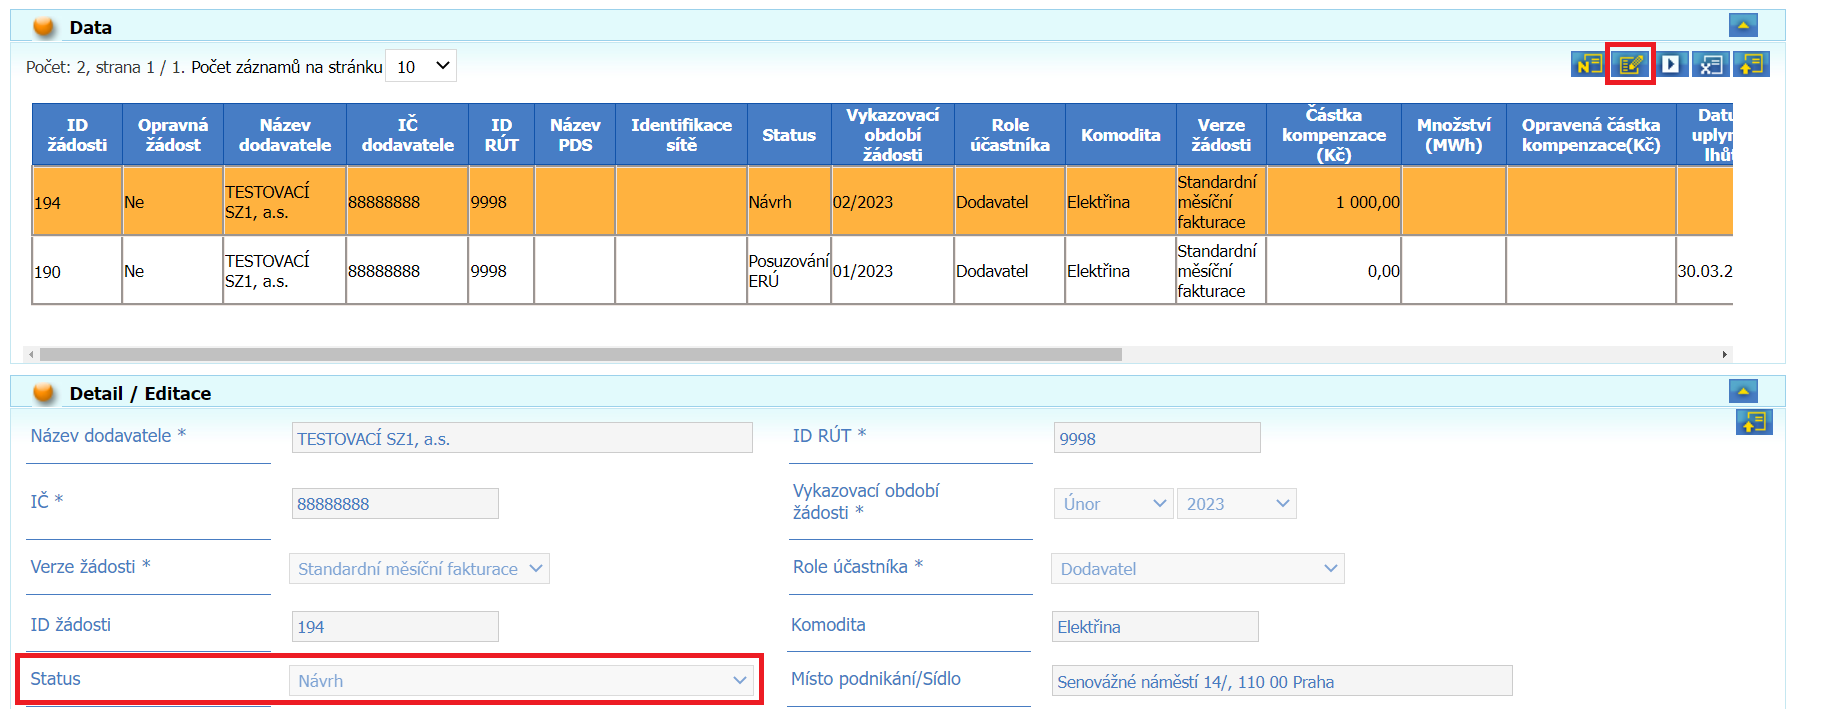 Data
Počet: 2, strana 1 / 1. Počet záznamů na stránku 10
ID žádosti
Opravná žádost
Název dodavatele
IČ dodavatele
ID RÚT
Název PDS
Identifikace sítě
Status
Vykazovací období žádosti
Role účastníka
Komodita
Verze žádosti
Částka kompenzace (Kč)
Množství (MWh)
Opravená částka kompenzace(Kč)
Datu
uplyn
lhůt
194 Ne TESTOVACÍ SZ1, a.s. 88888888 9998 Návrh 02/2023 Dodavatel Elektřina Standardní měsíční fakturace 1 000,00
190 Ne TESTOVACÍ SZ1, a.s. 88888888 9998 Posuzování ERÚ 01/2023 Dodavatel Elektřina Standardní měsíční fakturace 0,00 30.03.2
Detail / Editace
Název dodavatele * TESTOVACÍ SZ1, a.s. ID RÚT * 9998
IČ * 88888888 Vykazovací období žádosti * Únor 2023
Verze žádosti * Standardní měsíční fakturace Role účastníka * Dodavatel
ID žádosti 194 Komodita Elektřina
Status Návrh Místo podnikání/Sídlo Senovážné náměstí 14/, 110 00 Praha